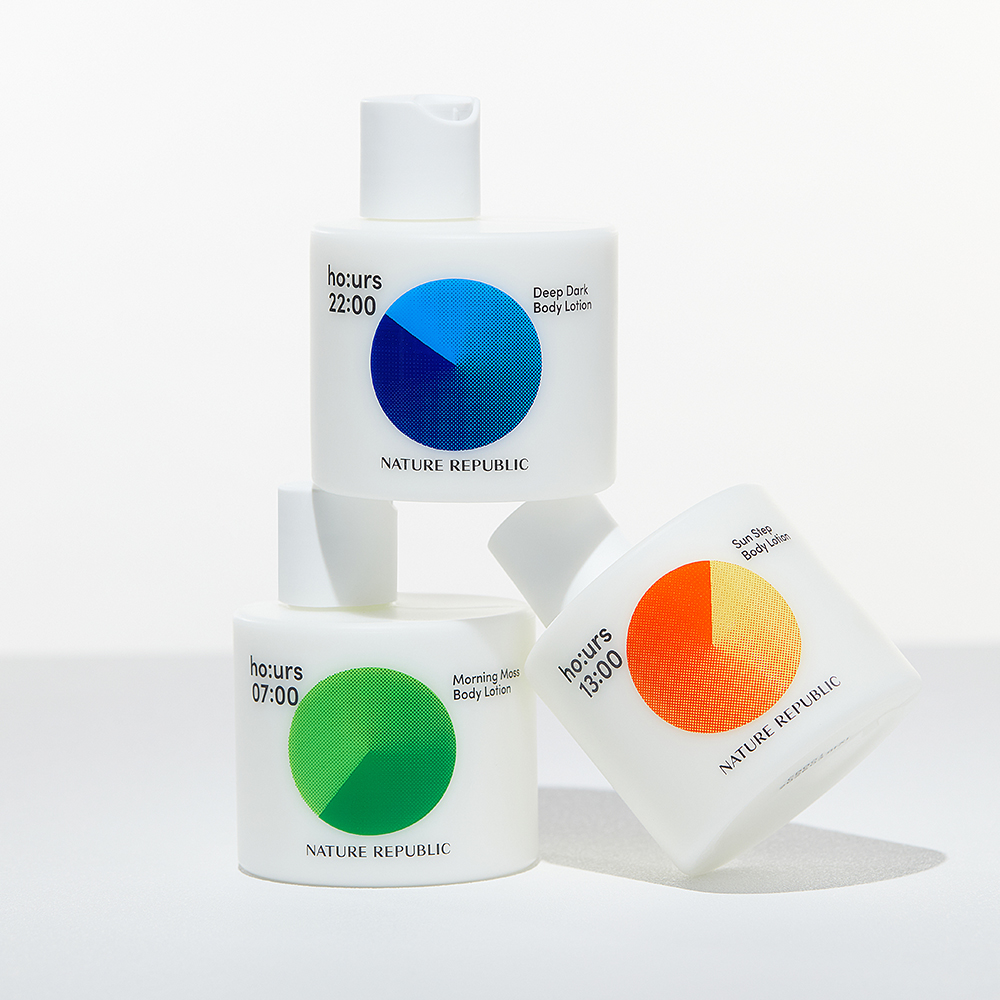 ho:urs
22:00
Deep Dark
Body Lotion
NATURE REPUBLIC
ho:urs
07:00
Morning Moss
Body Lotion
NATURE REPUBLIC
ho:urs
13:00
Sun Step
Body Lotion
NATURE REPUBLIC